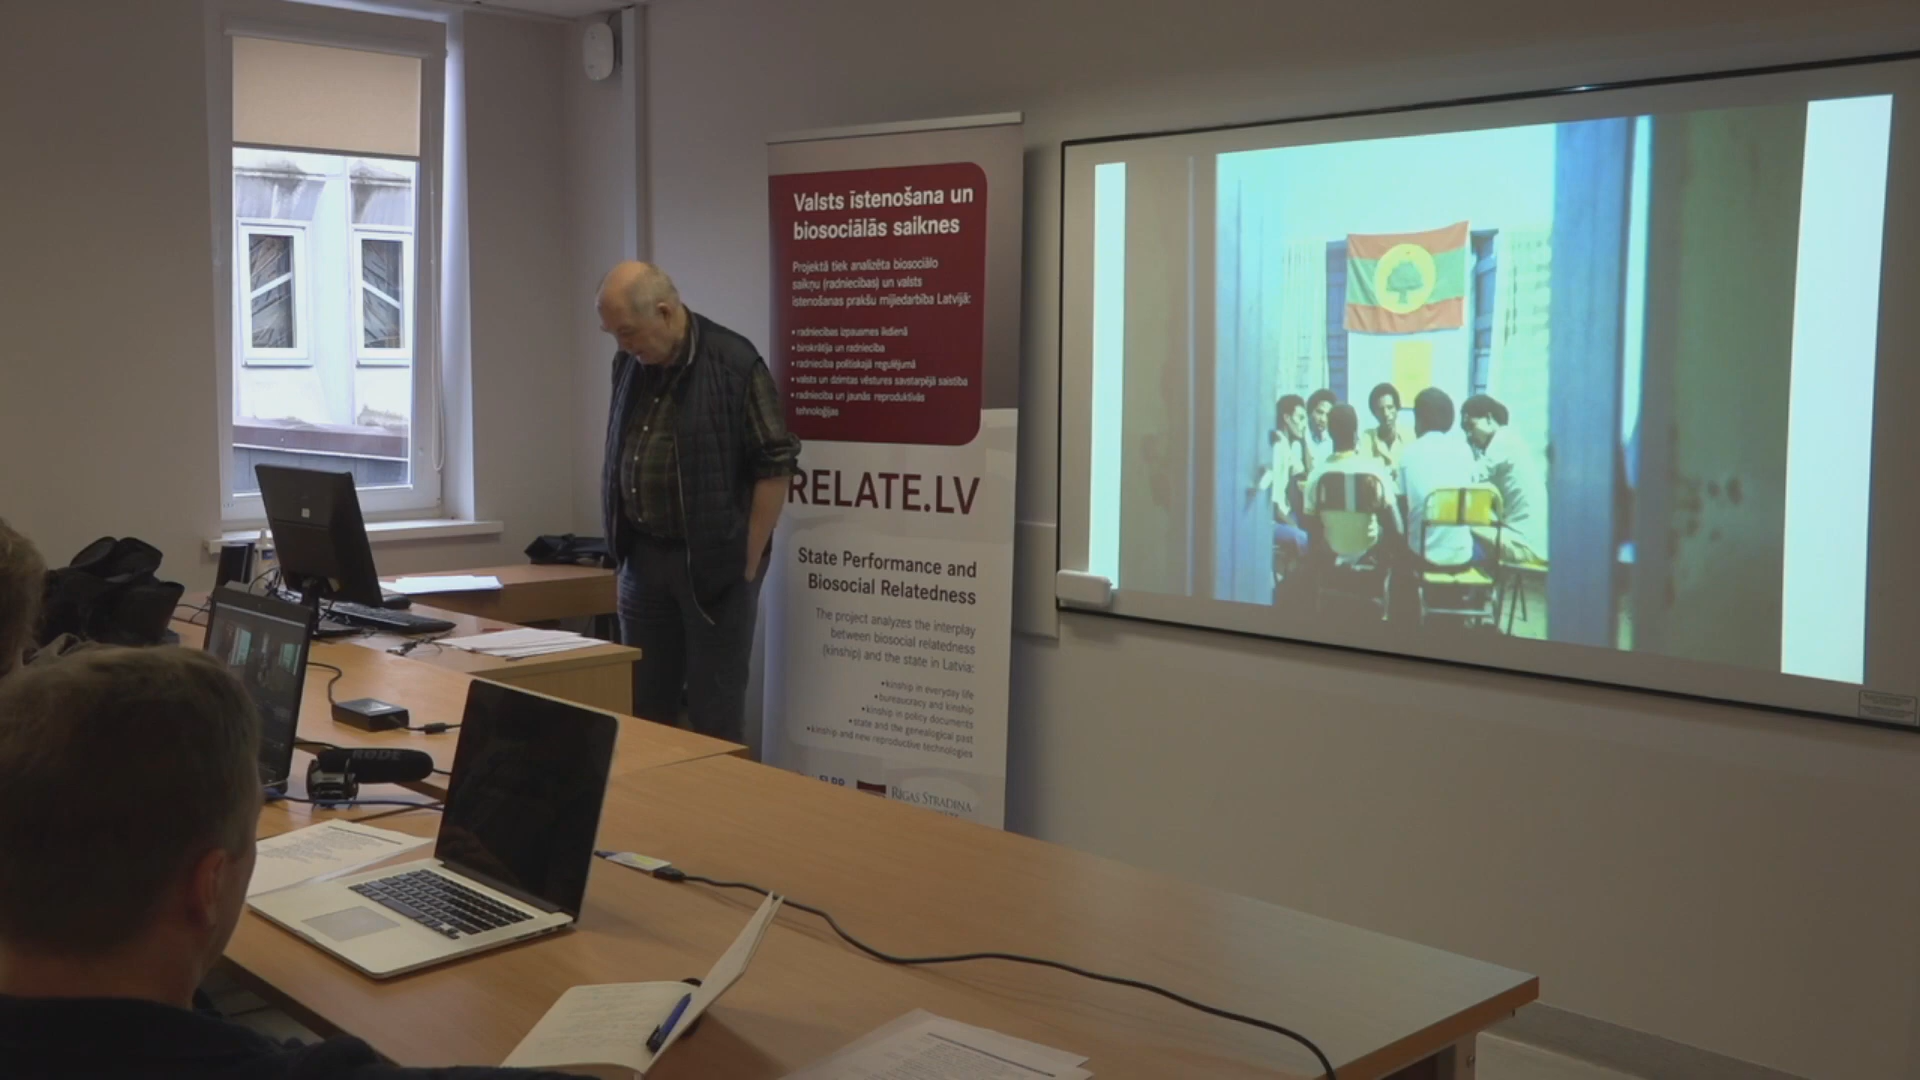 Valsts īstenošana un
biosociālās saiknes
Projektā tiek analizēta biosociālo
saikņu (radniecības) un valsts
īstenošanas prakšu mijiedarbība Latvijā:
• radniecības izpausmes ikdienā
• birokrātija un radniecība
• radniecība politiskajā regulējumā
• valsts un dzimtas vēstures savstarpējā saistība
• radniecība un jaunās reproduktīvās
tehnoloģijas
RELATE.LV
State Performance and
Biosocial Relatedness
The project analyzes the interplay
between biosocial relatedness
(kinship) and the state in Latvia:
• kinship in everyday life
• bureaucracy and kinship
• kinship in policy documents
• state and the genealogical past
• kinship and new reproductive technologies
RĪGAS STRADIŅA
RØDE